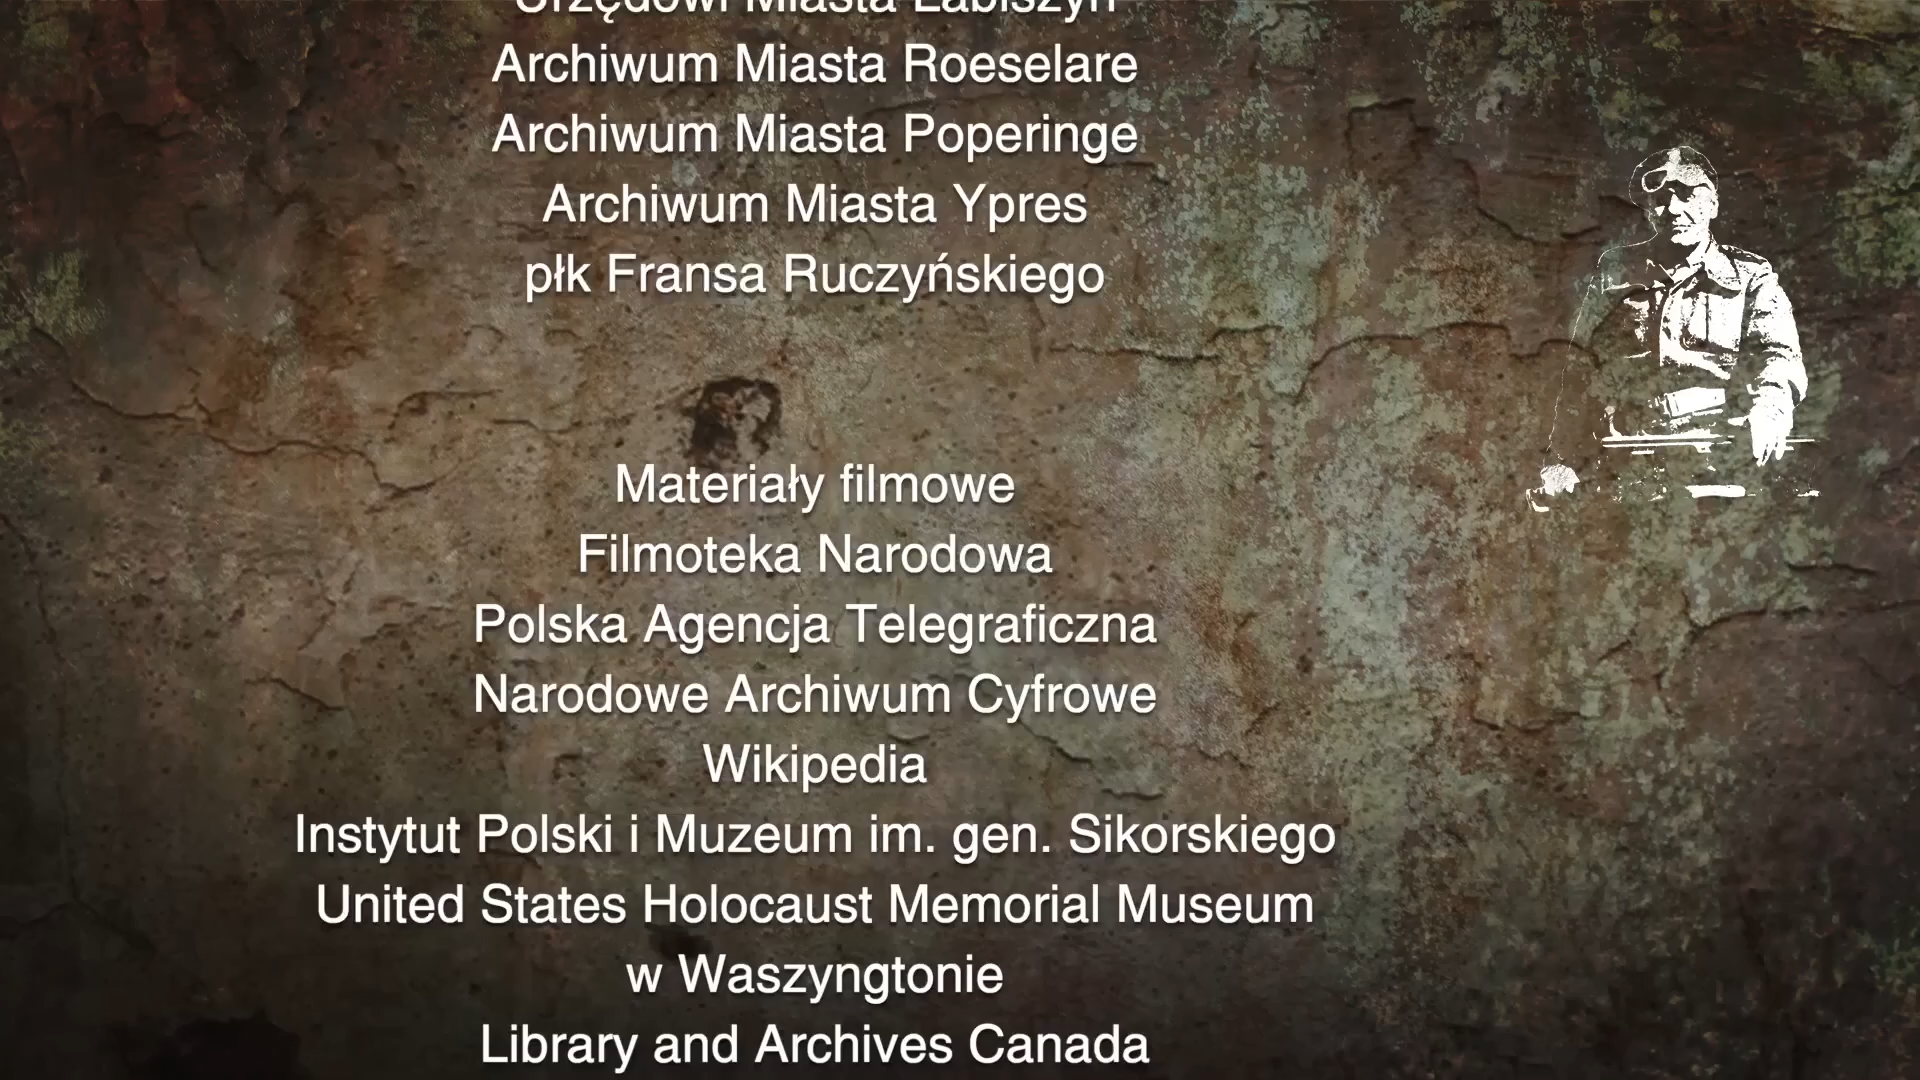 Urzędowi Miasta Łabiszyn
Archiwum Miasta Roeselare
Archiwum Miasta Poperinge
Archiwum Miasta Ypres
płk Fransa Ruczyńskiego
Materiały filmowe
Filmoteka Narodowa
Polska Agencja Telegraficzna
Narodowe Archiwum Cyfrowe
Wikipedia
Instytut Polski i Muzeum im. gen. Sikorskiego
United States Holocaust Memorial Museum
w Waszyngtonie
Library and Archives Canada